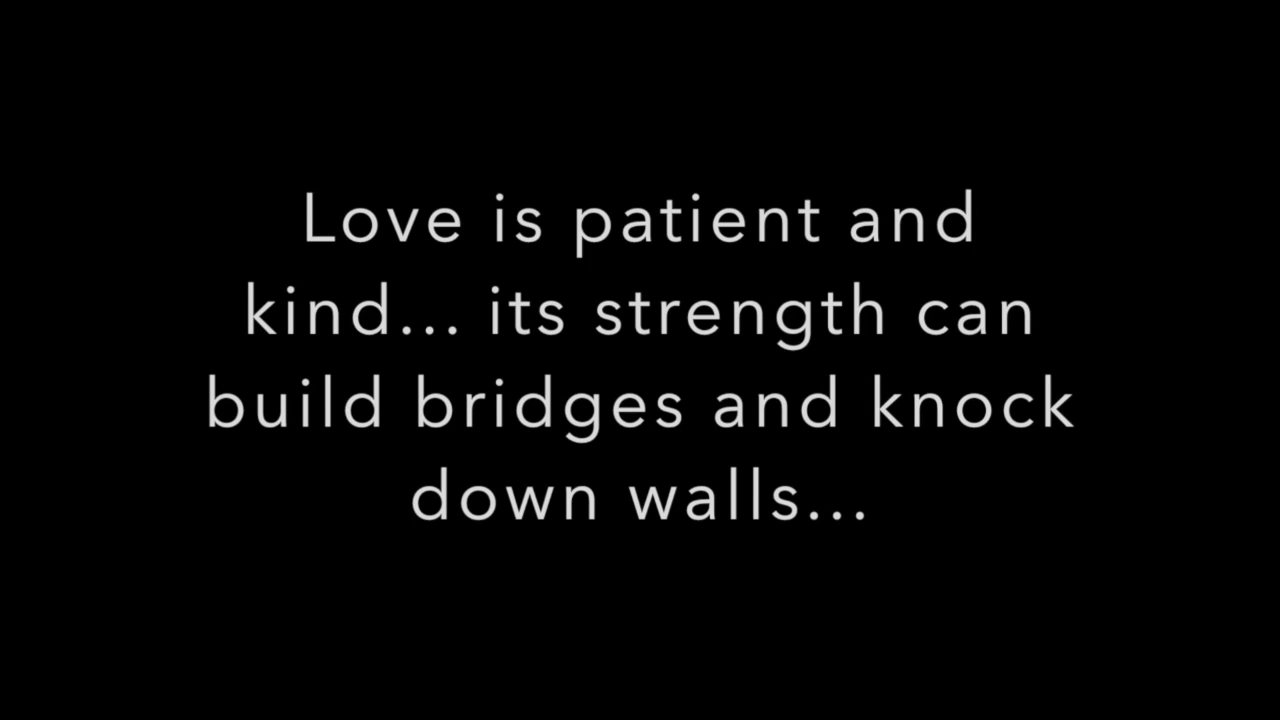 Love is patient and
kind... its strength can
build bridges and knock
down walls...